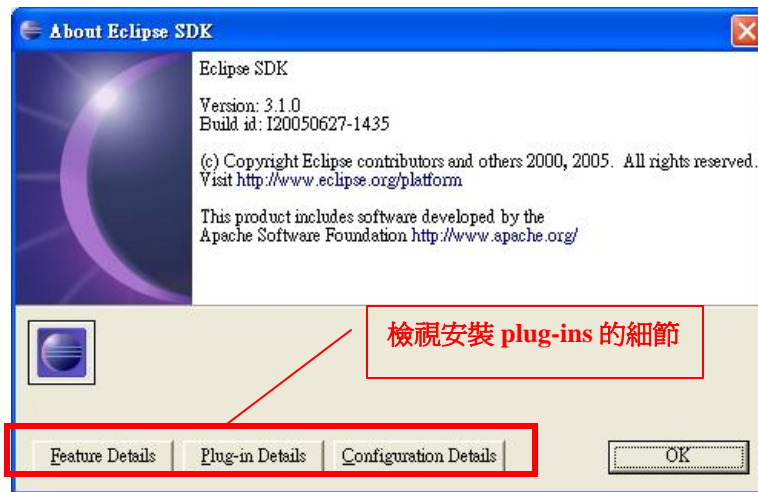 About Eclipse SDK
Eclipse SDK
Version: 3.1.0
Build id: I20050627-1435
(c) Copyright Eclipse contributors and others 2000, 2005. All rights reserved.
Visit http://www.eclipse.org/platform
This product includes software developed by the
Apache Software Foundation http://www.apache.org/
檢視安裝 plug-ins 的細節
Feature Details
Plug-in Details
Configuration Details
OK